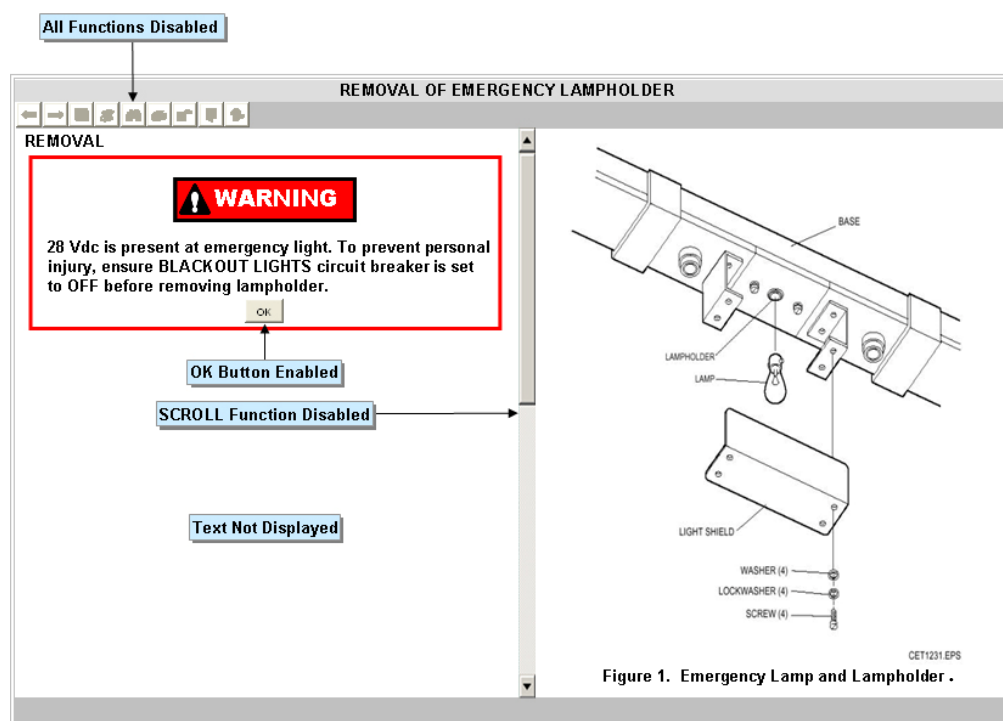 All Functions Disabled
REMOVAL OF EMERGENCY LAMPHOLDER
REMOVAL
WARNING
28 Vdc is present at emergency light. To prevent personal
injury, ensure BLACKOUT LIGHTS circuit breaker is set
to OFF before removing lampholder.
OK
OK Button Enabled
SCROLL Function Disabled
Text Not Displayed
BASE
LAMPHOLDER
LAMP
LIGHT SHIELD
WASHER (4)
LOCKWASHER (4)
SCREW (4)
CET1231.EPS
Figure 1. Emergency Lamp and Lampholder .